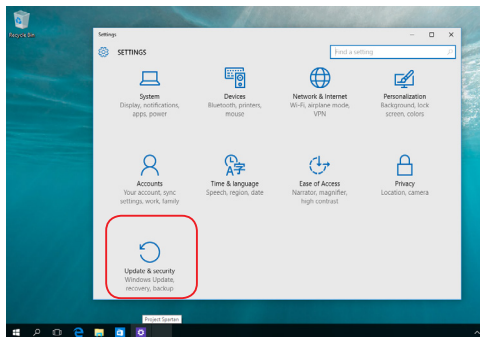 Recycle Bin
Settings
SETTINGS
Find a setting
System
Display, notifications,
apps, power
Devices
Bluetooth, printers,
mouse
Network & Internet
Wi-Fi, airplane mode,
VPN
Personalization
Background, lock
screen, colors
Accounts
Your account, sync
settings, work, family
Time & language
Speech, region, date
Ease of Access
Narrator, magnifier,
high contrast
Privacy
Location, camera
Update & security
Windows Update,
recovery, backup
Project Spartan